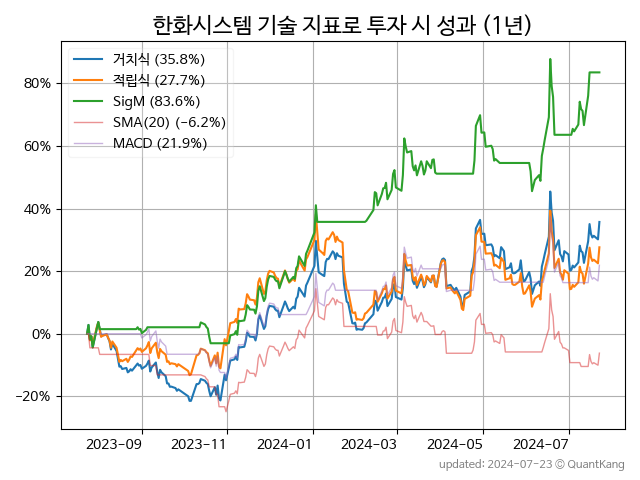 한화시스템 기술 지표로 투자 시 성과 (1년)
거치식 (35.8%)
적립식 (27.7%)
SigM (83.6%)
SMA(20) (−6.2%)
MACD (21.9%)
80%
60%
40%
20%
0%
−20%
2023−09 2023−11 2024−01 2024−03 2024−05 2024−07
updated: 2024−07−23 © QuantKang